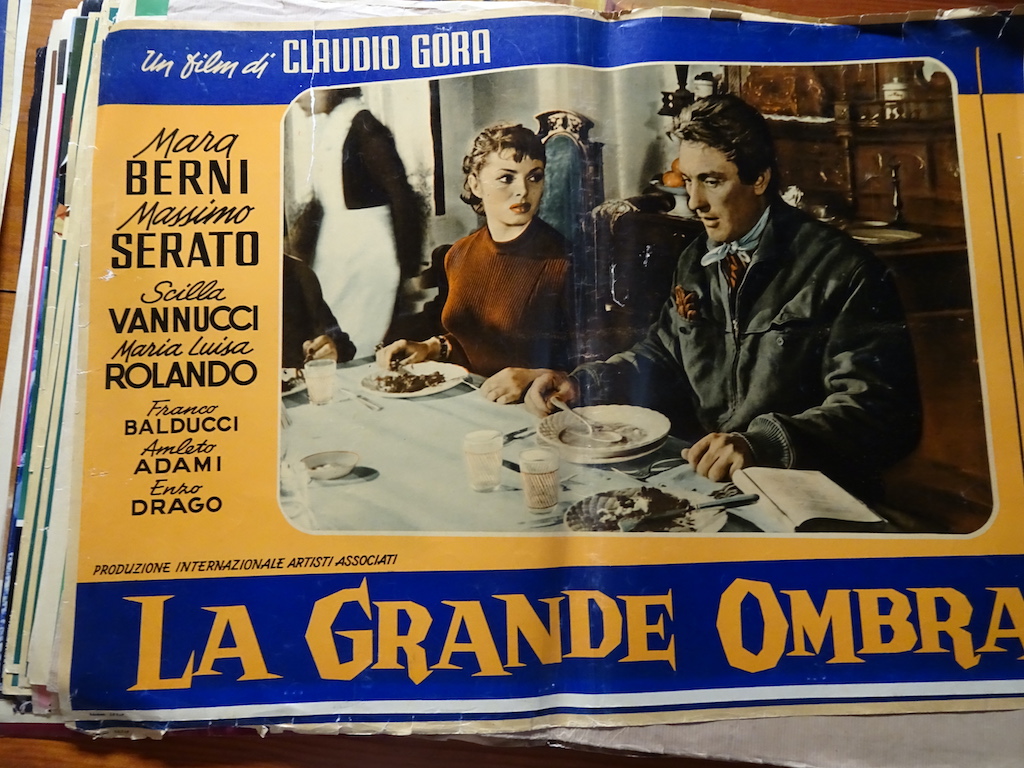 Un film di CLAUDIO GORA
Mara
BERNI
Massimo
SERATO
Scilla
VANNUCCI
Maria Luisa
ROLANDO
Franco
BALDUCCI
Amleto
ADAMI
Enzo
DRAGO
PRODUZIONE INTERNAZIONALE ARTISTI ASSOCIATI
LA GRANDE OMBRA